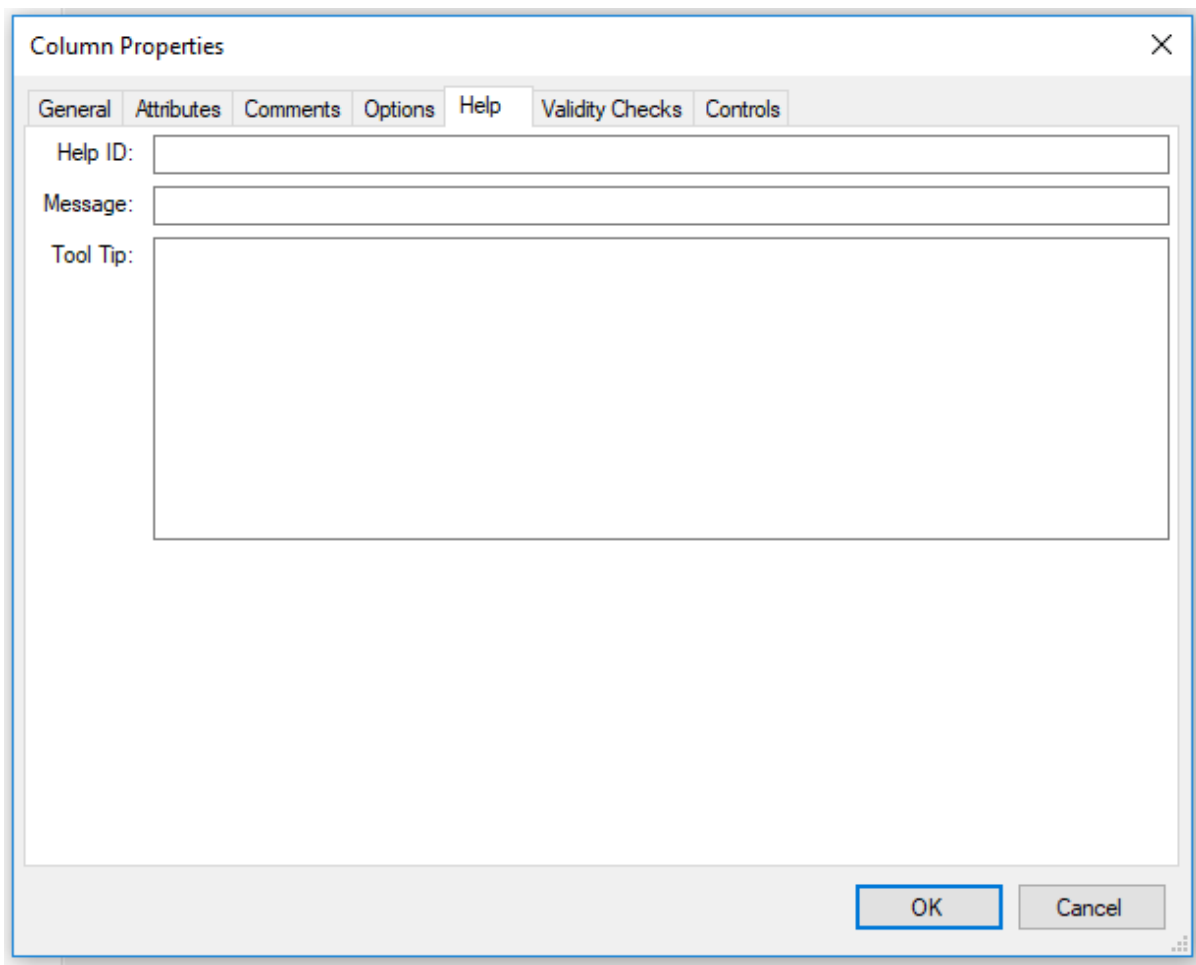 Column Properties
General Attributes Comments Options Help Validity Checks Controls
Help ID:
Message:
Tool Tip:
OK Cancel